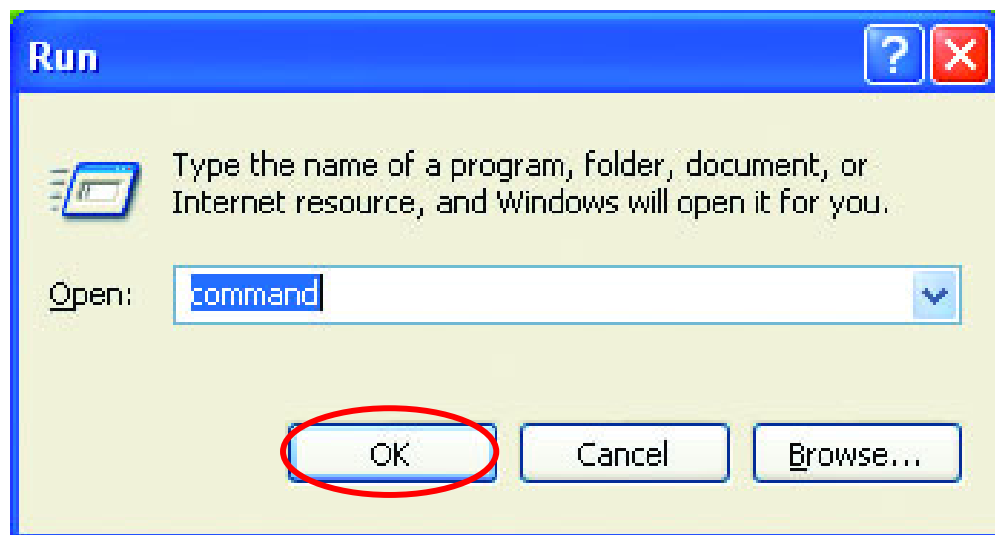 Run
?
Type the name of a program, folder, document, or
Internet resource, and Windows will open it for you.
Open:
command
OK
Cancel
Browse...